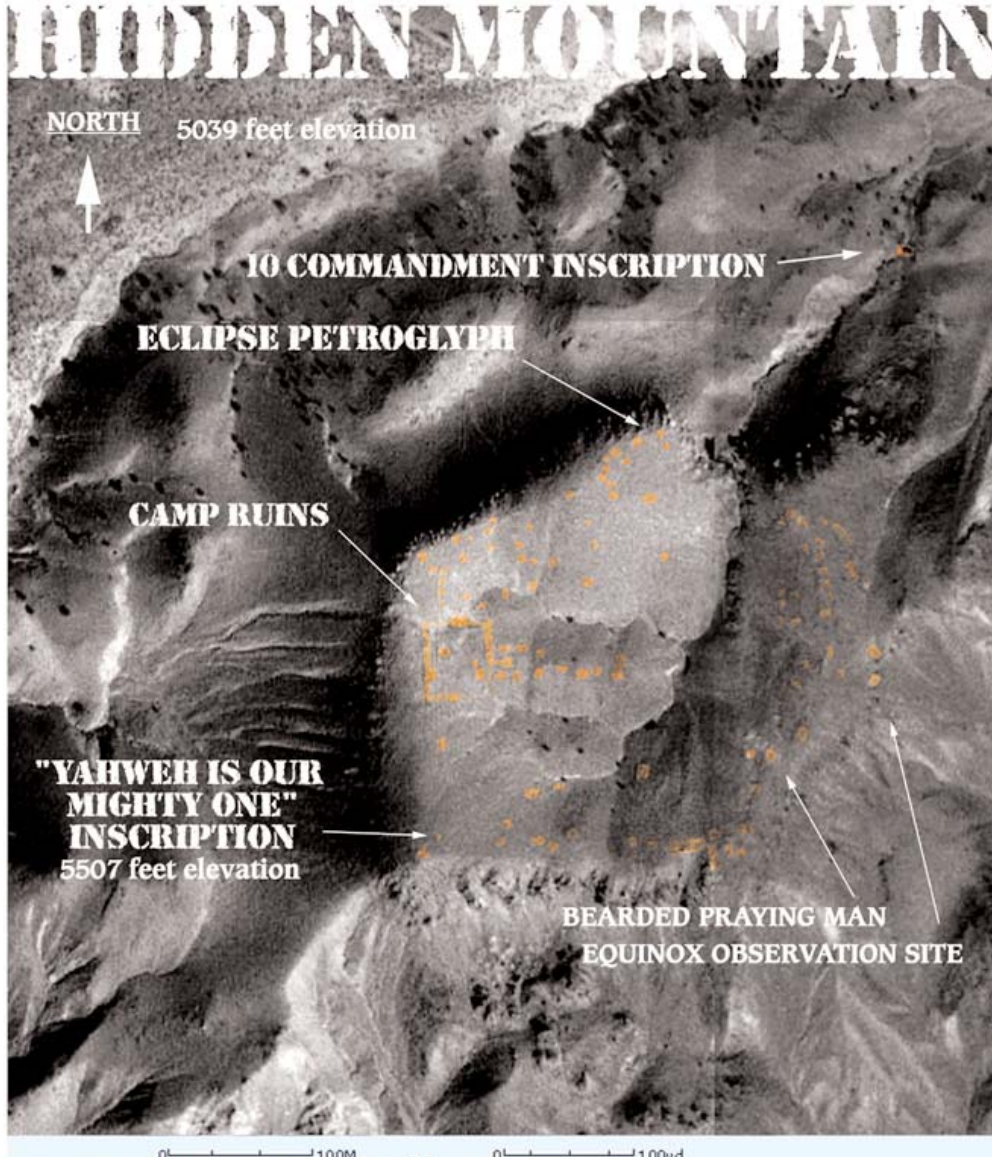 HIDDEN MOUNTAIN
NORTH 5039 feet elevation
10 COMMANDMENT INSCRIPTION
ECLIPSE PETROGLYPH
CAMP RUINS
"YAHWEH IS OUR
MIGHTY ONE"
INSCRIPTION
5507 feet elevation
BEARDED PRAYING MAN
EQUINOX OBSERVATION SITE
0 100M 0 100yd